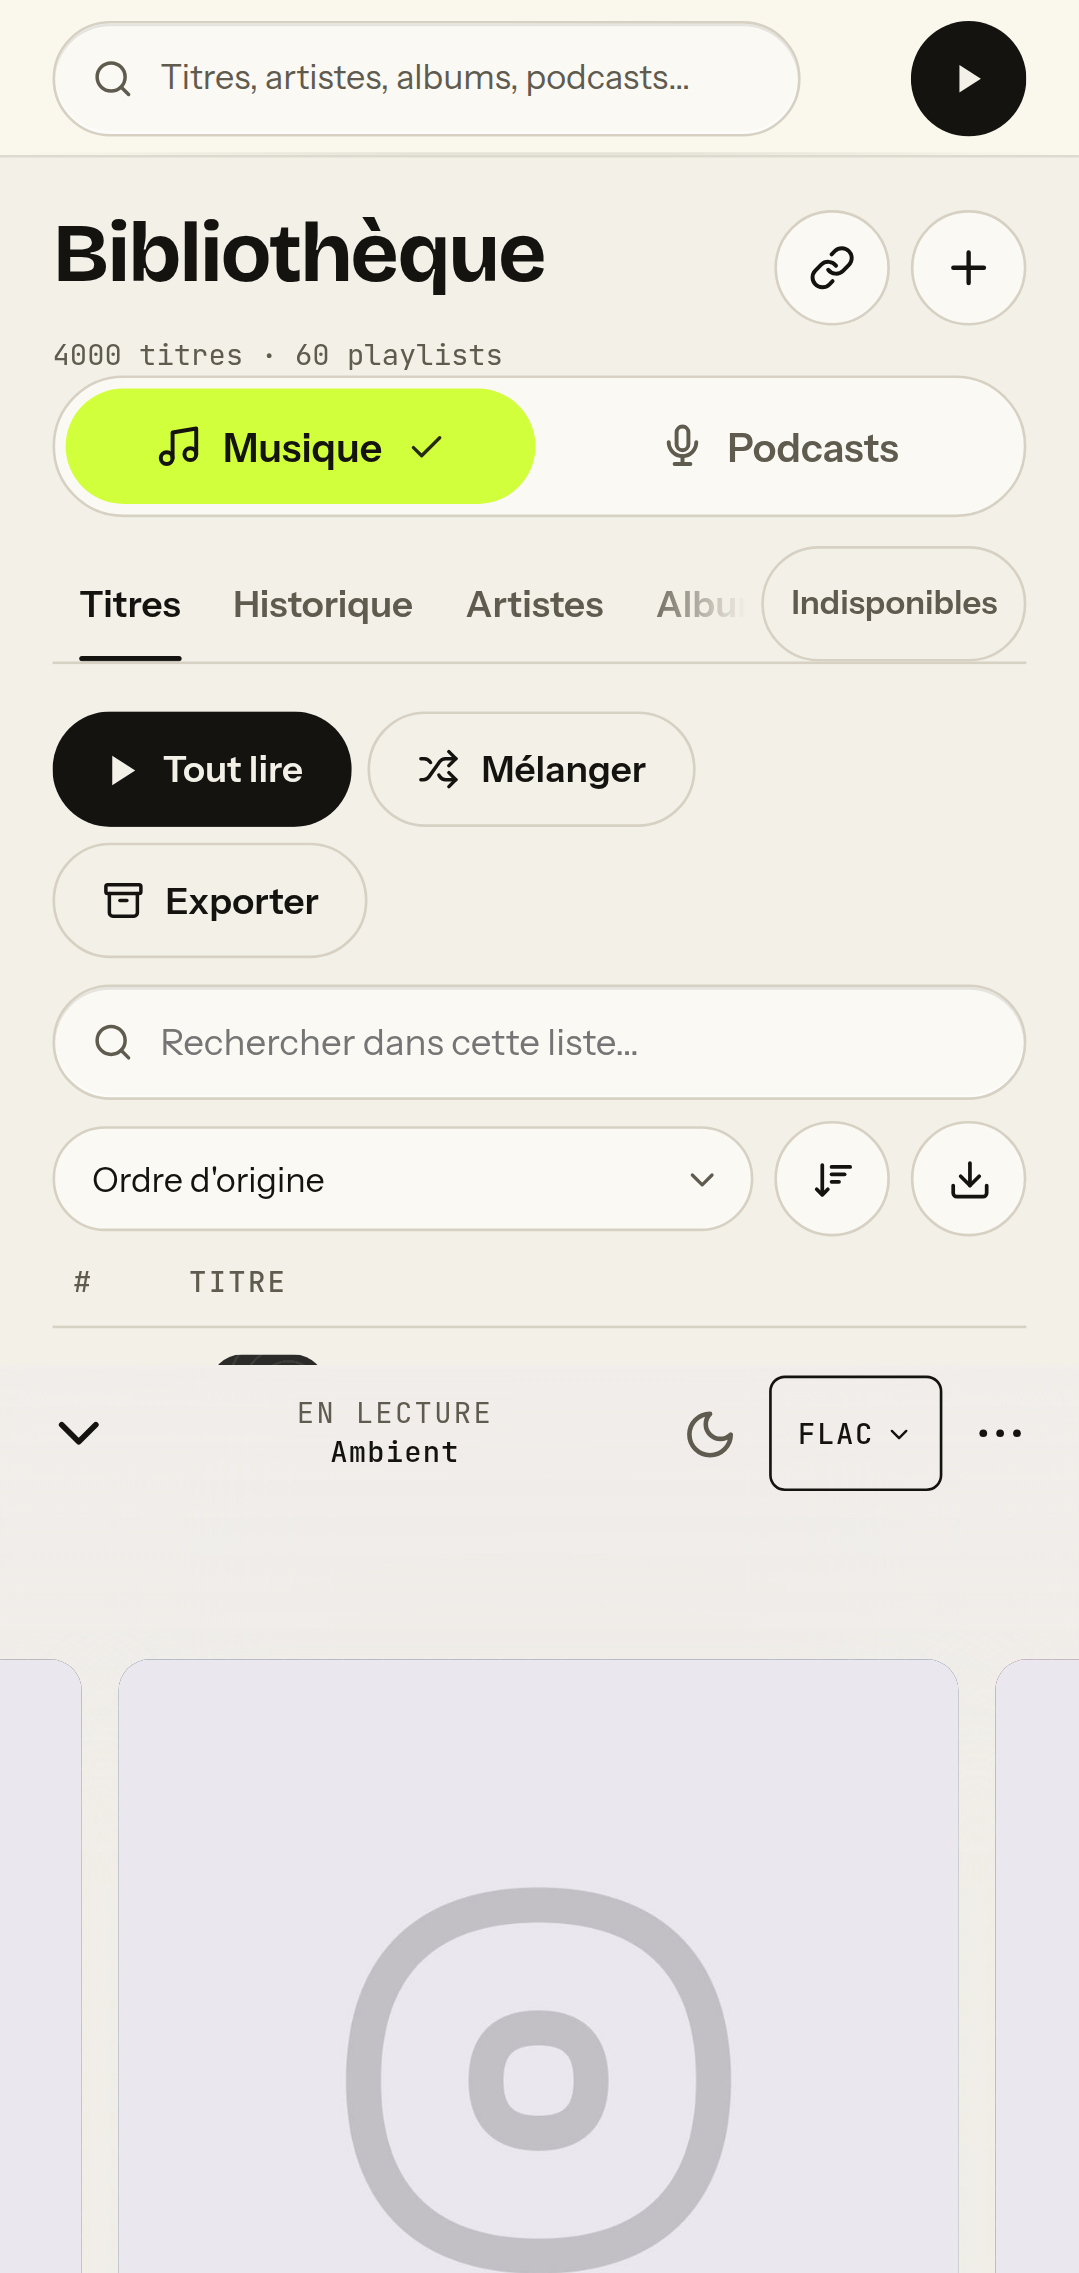 Titres, artistes, albums, podcasts...
Bibliothèque
4000 titres · 60 playlists
Musique
Podcasts
Titres
Historique
Artistes
Albu
Indisponibles
Tout lire
Mélanger
Exporter
Rechercher dans cette liste...
Ordre d'origine
# TITRE
EN LECTURE
Ambient
FLAC